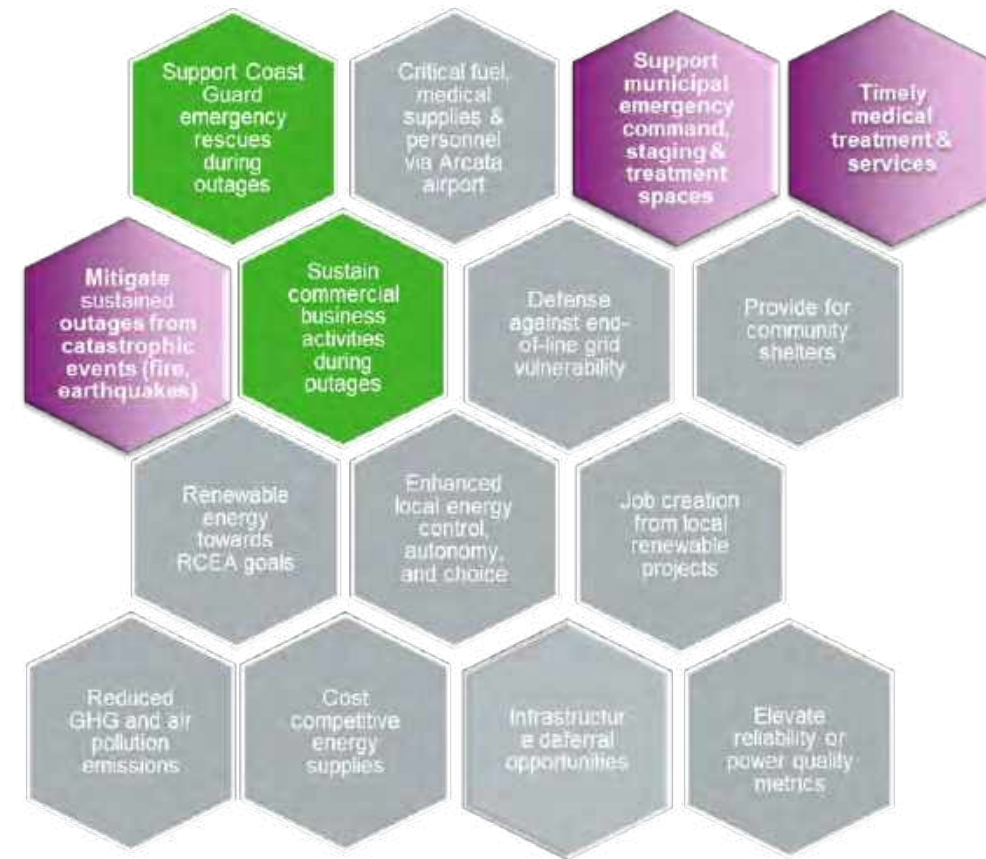 Support Coast
Guard
emergency
rescues
during
outages
Critical fuel,
medical
supplies &
personnel
via Arcata
airport
Support
municipal
emergency
command,
staging &
treatment
spaces
Timely
medical
treatment &
services
Mitigate
sustained
outages from
catastrophic
events (fire,
earthquakes)
Sustain
commercial
business
activities
during
outages
Defense
against end-
of-line grid
vulnerability
Provide for
community
shelters
Renewable
energy
towards
RCEA goals
Enhanced
local energy
control,
autonomy,
and choice
Job creation
from local
renewable
projects
Reduced
GHG and air
pollution
emissions
Cost
competitive
energy
supplies
Infrastructur
e deferral
opportunities
Elevate
reliability or
power quality
metrics